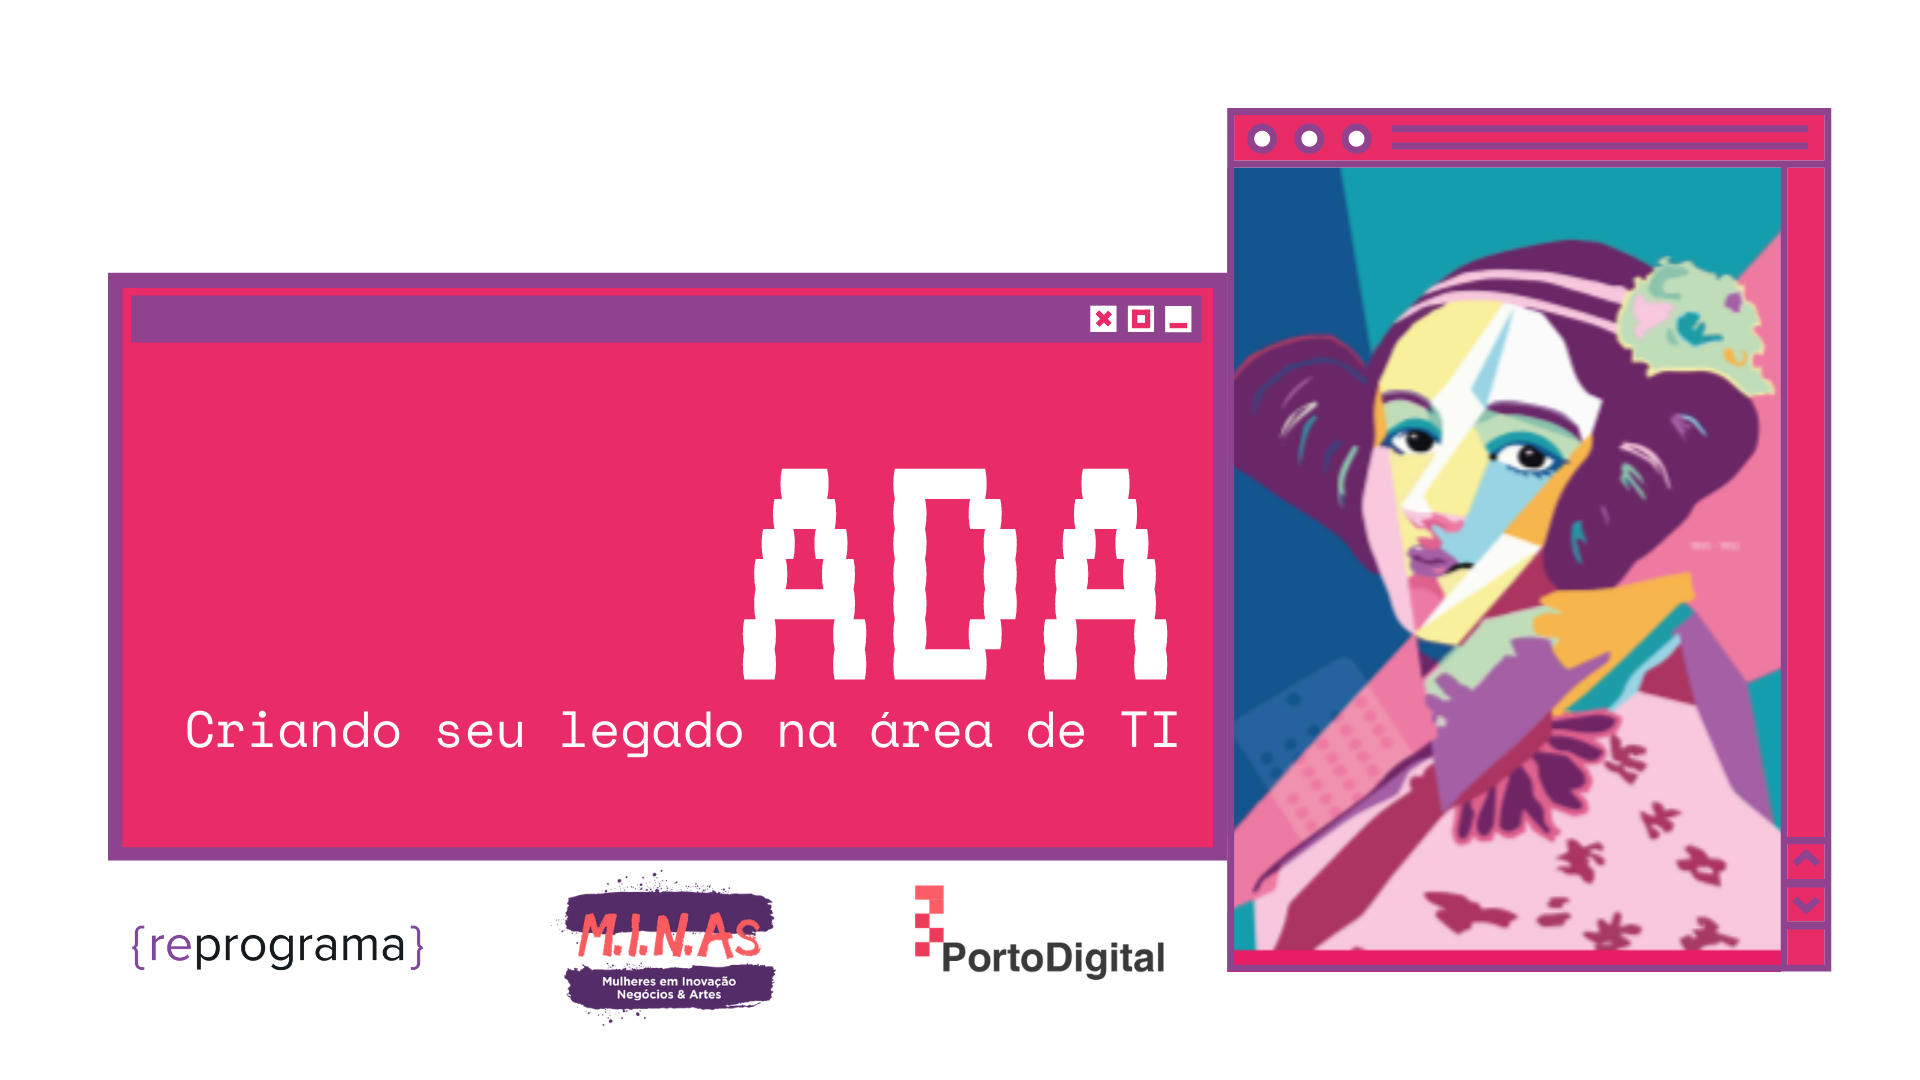 ADA
Criando seu legado na área de TI
{reprograma}
M.I.N.As
Mulheres em Inovação
Negócios & Artes
PortoDigital